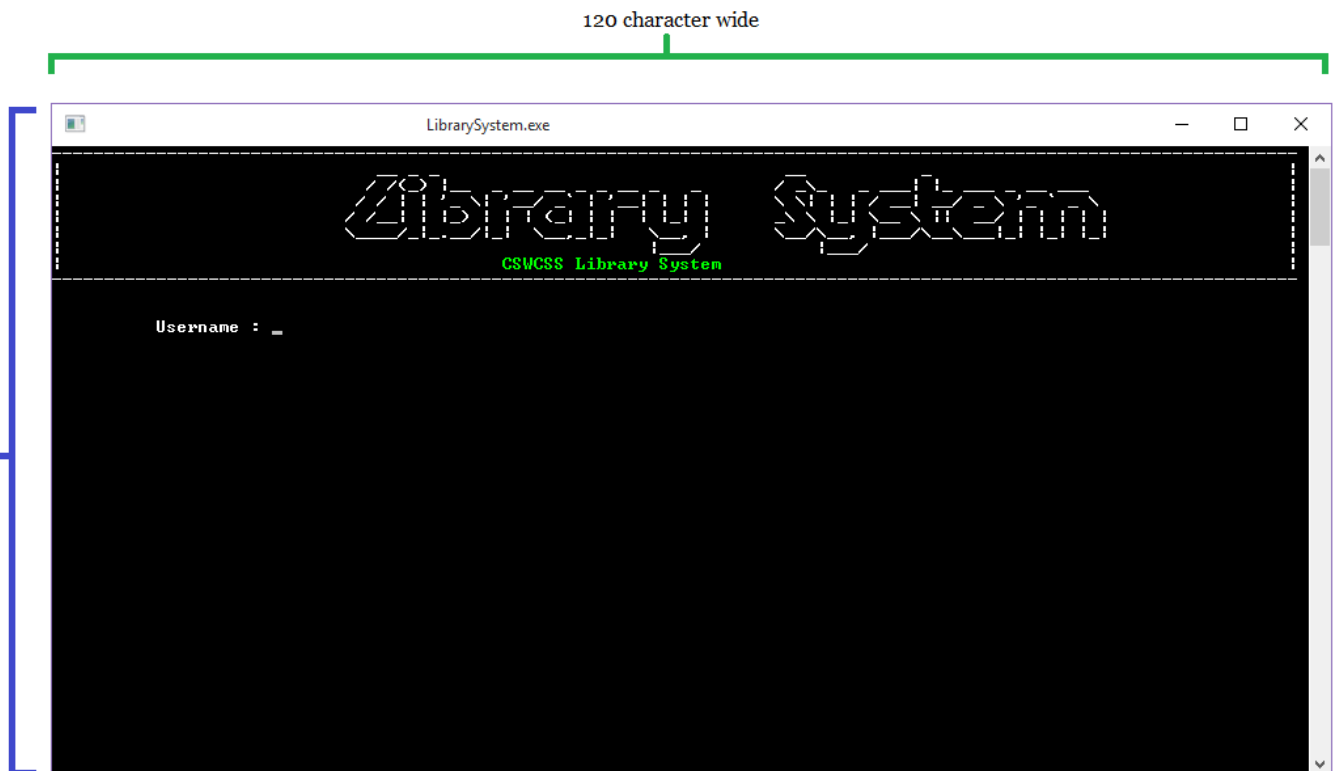 120 character wide
LibrarySystem.exe
Library System
CSWCSS Library System
Username : _